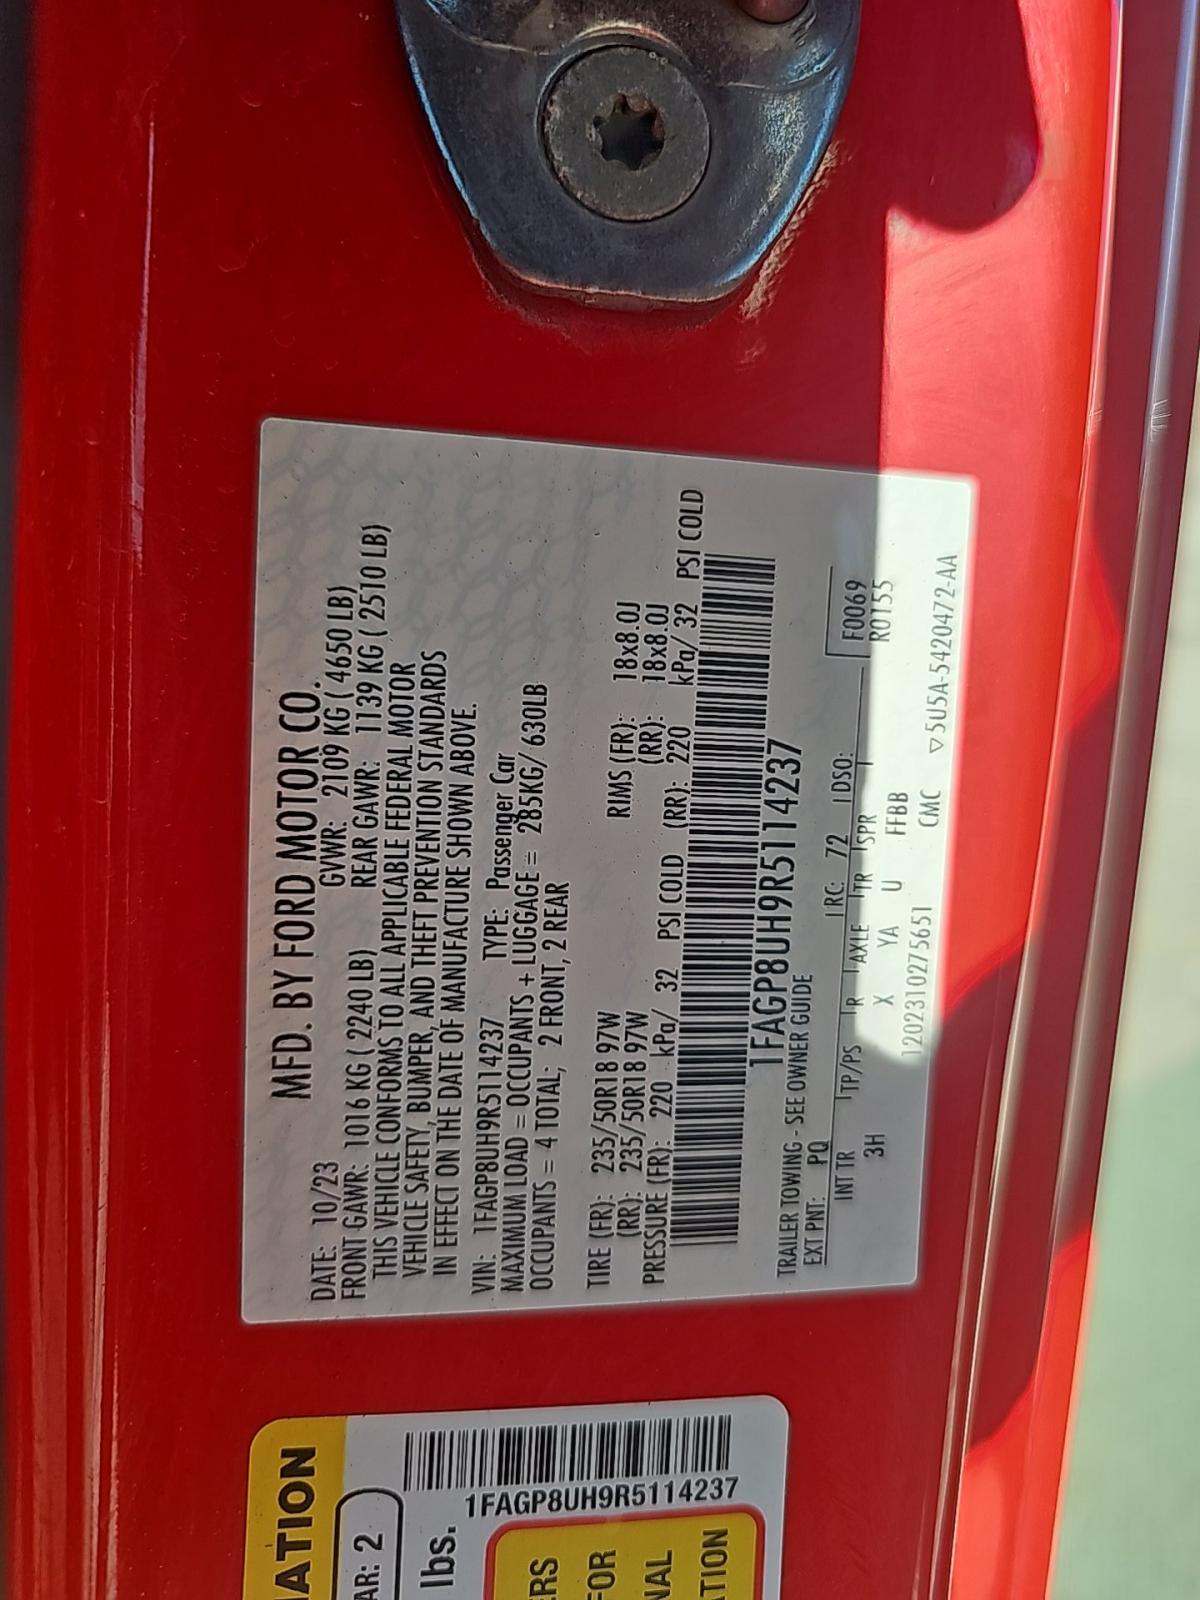 MFD. BY FORD MOTOR CO.
DATE: 10/23 GVWR: 2109 KG ( 4650 LB)
FRONT GAWR: 1016 KG ( 2240 LB) REAR GAWR: 1139 KG ( 2510 LB)
THIS VEHICLE CONFORMS TO ALL APPLICABLE FEDERAL MOTOR
VEHICLE SAFETY, BUMPER, AND THEFT PREVENTION STANDARDS
IN EFFECT ON THE DATE OF MANUFACTURE SHOWN ABOVE.
VIN: 1FAGP8UH9R5114237 TYPE: Passenger Car
MAXIMUM LOAD = OCCUPANTS + LUGGAGE = 285KG/ 630LB
OCCUPANTS = 4 TOTAL; 2 FRONT, 2 REAR
TIRE (FR): 235/50R18 97W RIMS (FR): 18x8.0J
(RR): 235/50R18 97W (RR): 18x8.0J
PRESSURE (FR): 220 kPa/ 32 PSI COLD (RR): 220 kPa/ 32 PSI COLD
1FAGP8UH9R5114237
TRAILER TOWING - SEE OWNER GUIDE
EXT PNT: PQ RC: 72 DSO: F0069
INT TR TP/PS R AXLE TR SPR R0155
3H X YA U FFBB
1202310275651 CMC ▽5U5A-5420472-AA
ATION
AR: 2
lbs.
1FAGP8UH9R5114237
ERS
FOR
NAL
TION